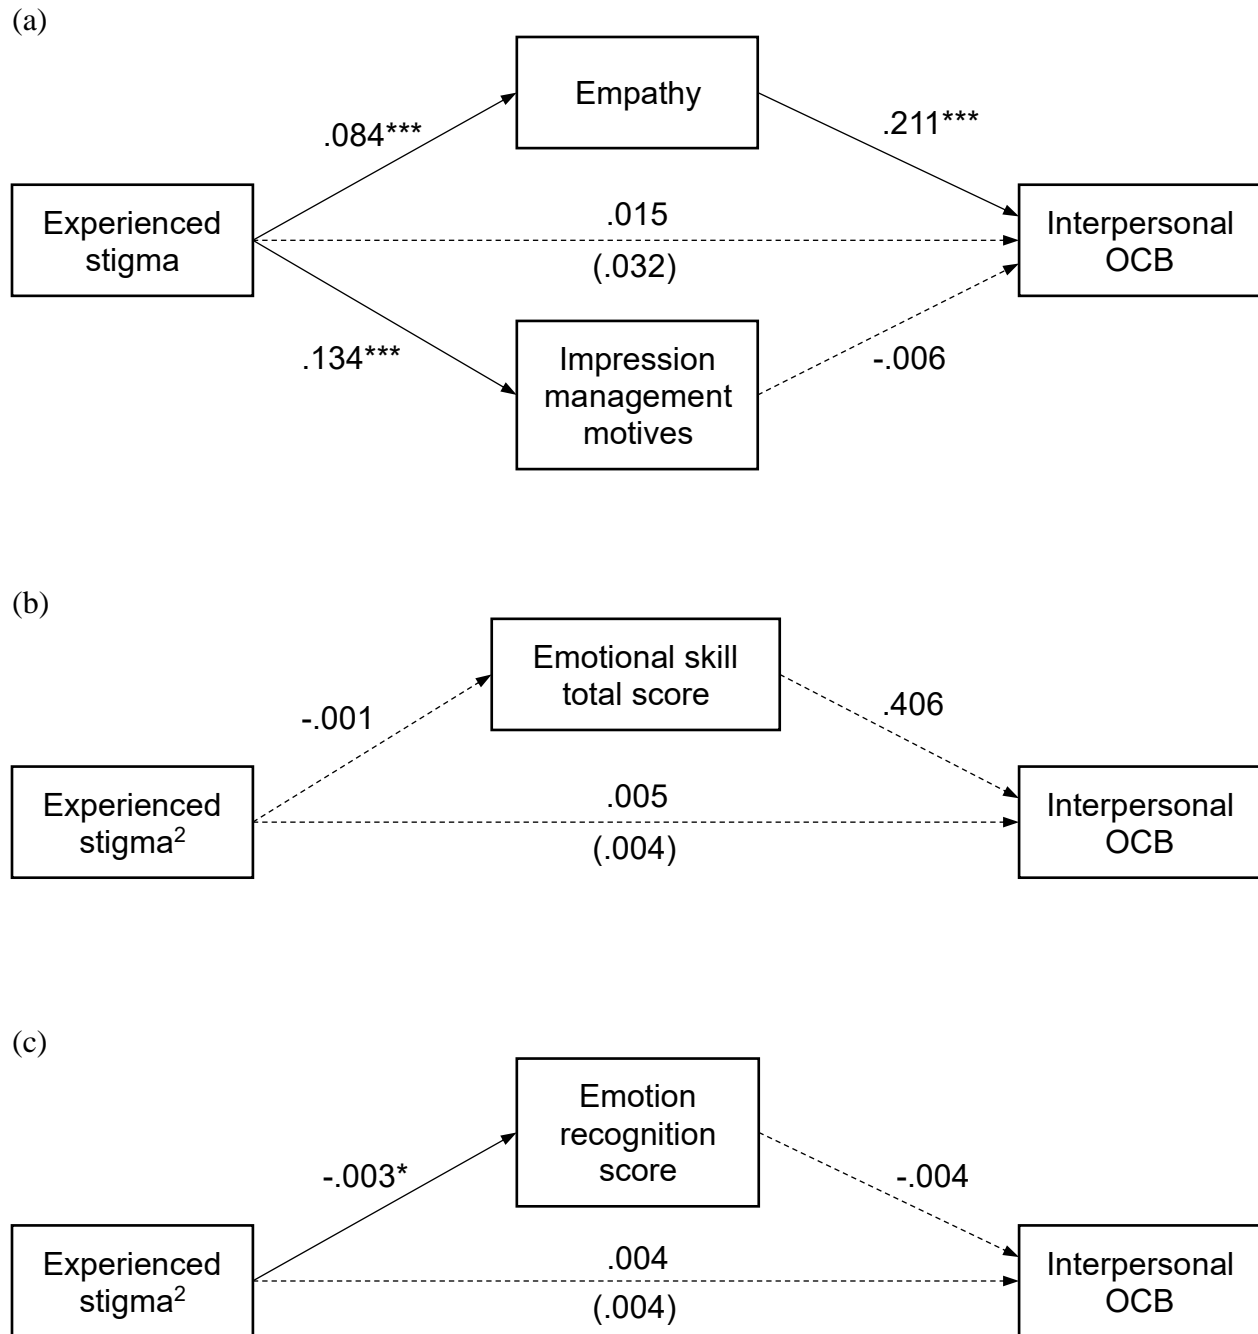 (a)
Empathy
.084***
.211***
Experienced
stigma
.015
(.032)
Interpersonal
OCB
.134***
Impression
management
motives
-.006
(b)
Emotional skill
total score
-.001
.406
Experienced
stigma²
.005
(.004)
Interpersonal
OCB
(c)
Emotion
recognition
score
-.003*
-.004
Experienced
stigma²
.004
(.004)
Interpersonal
OCB